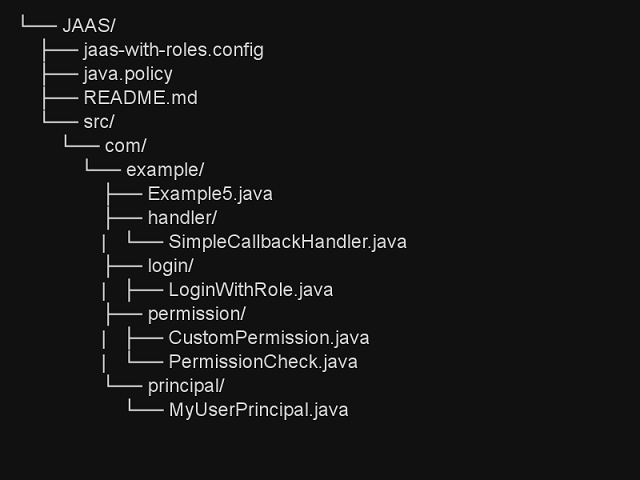 └── JAAS/
    ├── jaas-with-roles.config
    ├── java.policy
    ├── README.md
    └── src/
        └── com/
            └── example/
                ├── Example5.java
                ├── handler/
                |   └── SimpleCallbackHandler.java
                ├── login/
                |   ├── LoginWithRole.java
                ├── permission/
                |   ├── CustomPermission.java
                |   └── PermissionCheck.java
                └── principal/
                    └── MyUserPrincipal.java